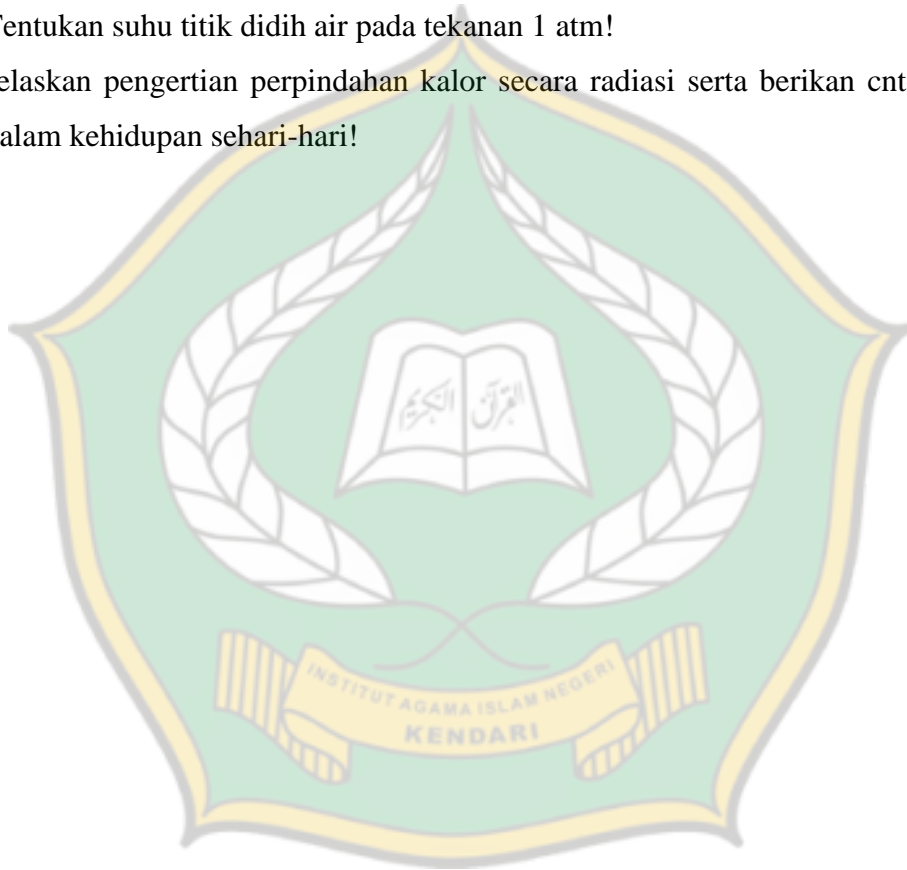 entukan suhu titik didih air pada tekanan 1 atm!
elaskan pengertian perpindahan kalor secara radiasi serta berikan cnt
alam kehidupan sehari-hari!
القرآن الكريم
INSTITUT AGAMA ISLAM NEGERI
KENDARI